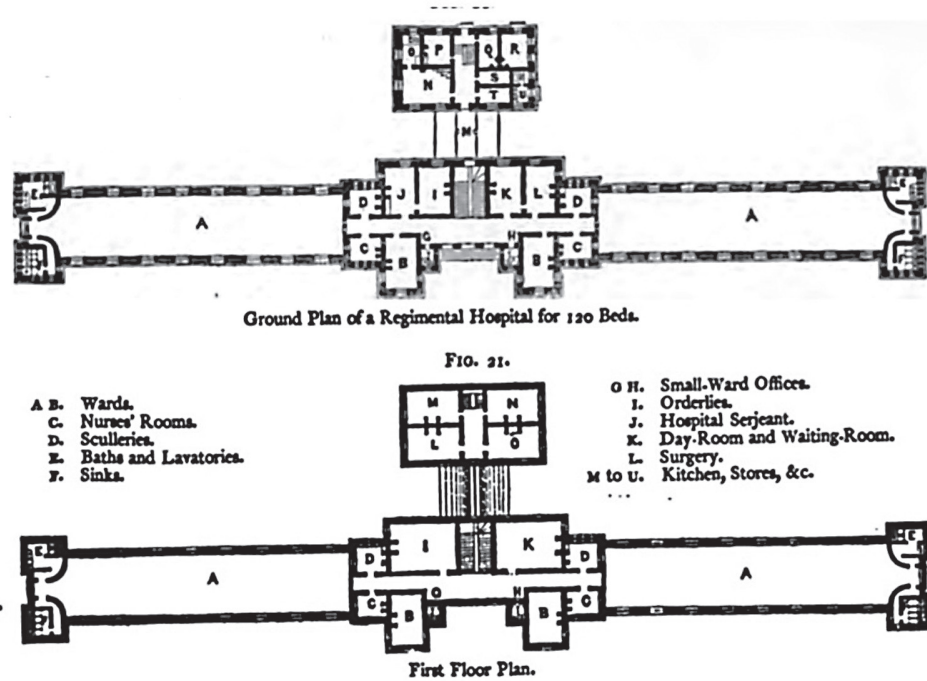 O P Q R
N S
T U
M
E D J I K L D E
A A
G H
C B B C
Ground Plan of a Regimental Hospital for 120 Beds.
FIG. 21.
A B. Wards.
C. Nurses' Rooms.
D. Sculleries.
E. Baths and Lavatories.
F. Sinks.
G H. Small-Ward Offices.
I. Orderlies.
J. Hospital Serjeant.
K. Day-Room and Waiting-Room.
L. Surgery.
M to U. Kitchen, Stores, &c.
M N
L O
E D I K D E
A A
G H
C B B C
First Floor Plan.